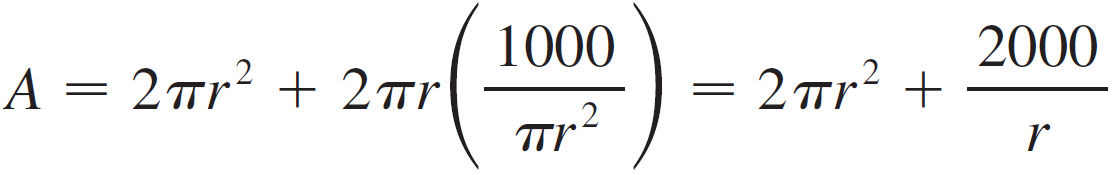 A = 2πr² + 2πr(1000/πr²) = 2πr² + 2000/r